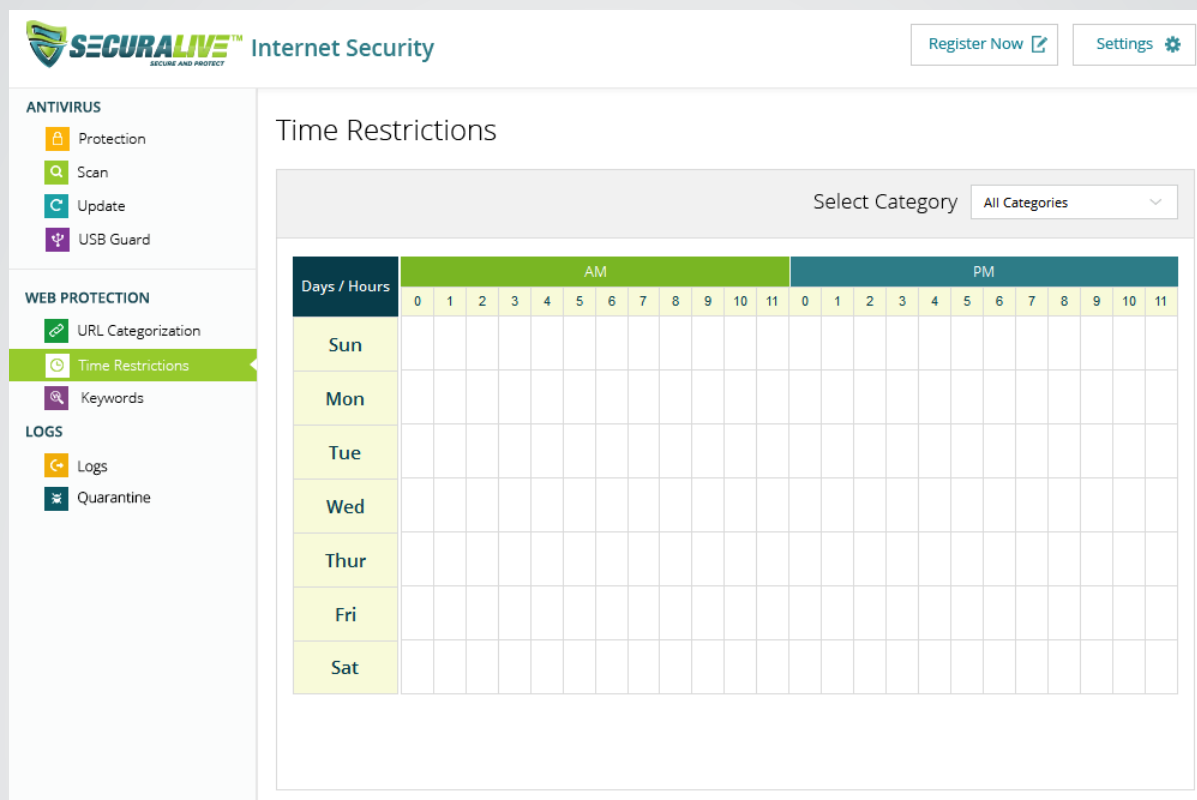 SECURALIVE™ Internet Security
SECURE AND PROTECT
Register Now
Settings
ANTIVIRUS
Protection
Scan
Update
USB Guard
WEB PROTECTION
URL Categorization
Time Restrictions
Keywords
LOGS
Logs
Quarantine
Time Restrictions
Select Category All Categories
Days / Hours AM PM
0 1 2 3 4 5 6 7 8 9 10 11 0 1 2 3 4 5 6 7 8 9 10 11
Sun
Mon
Tue
Wed
Thur
Fri
Sat